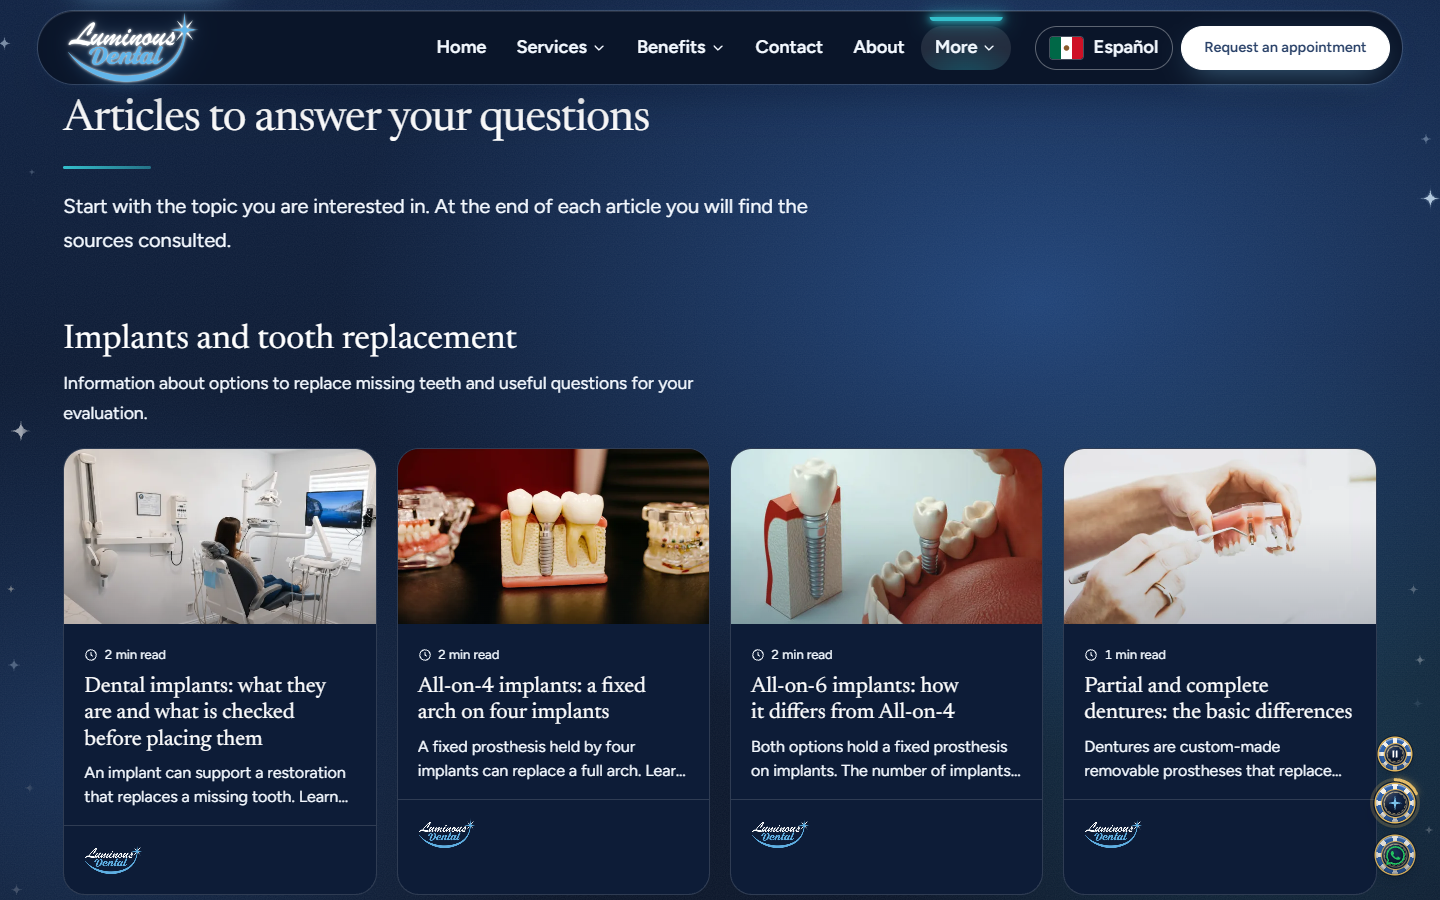 Luminous
Dental
Home
Services
Benefits
Contact
About
More
Español
Request an appointment
Articles to answer your questions
Start with the topic you are interested in. At the end of each article you will find the
sources consulted.
Implants and tooth replacement
Information about options to replace missing teeth and useful questions for your
evaluation.
2 min read
Dental implants: what they
are and what is checked
before placing them
An implant can support a restoration
that replaces a missing tooth. Learn...
Luminous
Dental
2 min read
All-on-4 implants: a fixed
arch on four implants
A fixed prosthesis held by four
implants can replace a full arch. Lear...
Luminous
Dental
2 min read
All-on-6 implants: how
it differs from All-on-4
Both options hold a fixed prosthesis
on implants. The number of implants...
Luminous
Dental
1 min read
Partial and complete
dentures: the basic differences
Dentures are custom-made
removable prostheses that replace...
Luminous
Dental